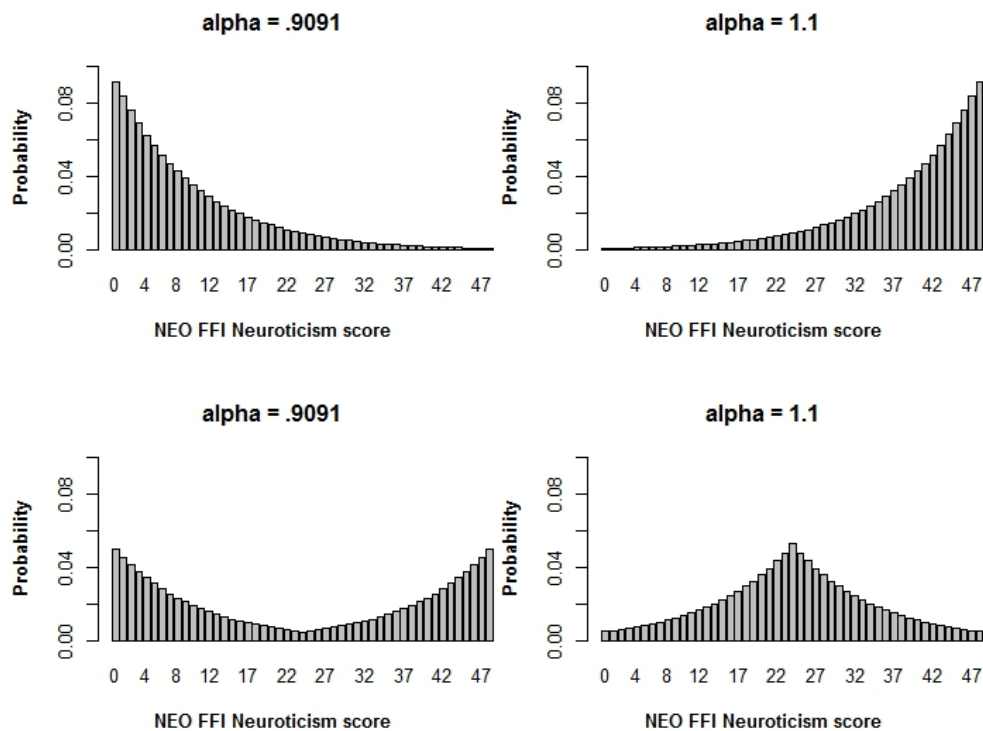 alpha = .9091
alpha = 1.1
Probability
0.00 0.04 0.08
0 4 8 12 17 22 27 32 37 42 47
NEO FFI Neuroticism score
Probability
0.00 0.04 0.08
0 4 8 12 17 22 27 32 37 42 47
NEO FFI Neuroticism score
alpha = .9091
alpha = 1.1
Probability
0.00 0.04 0.08
0 4 8 12 17 22 27 32 37 42 47
NEO FFI Neuroticism score
Probability
0.00 0.04 0.08
0 4 8 12 17 22 27 32 37 42 47
NEO FFI Neuroticism score